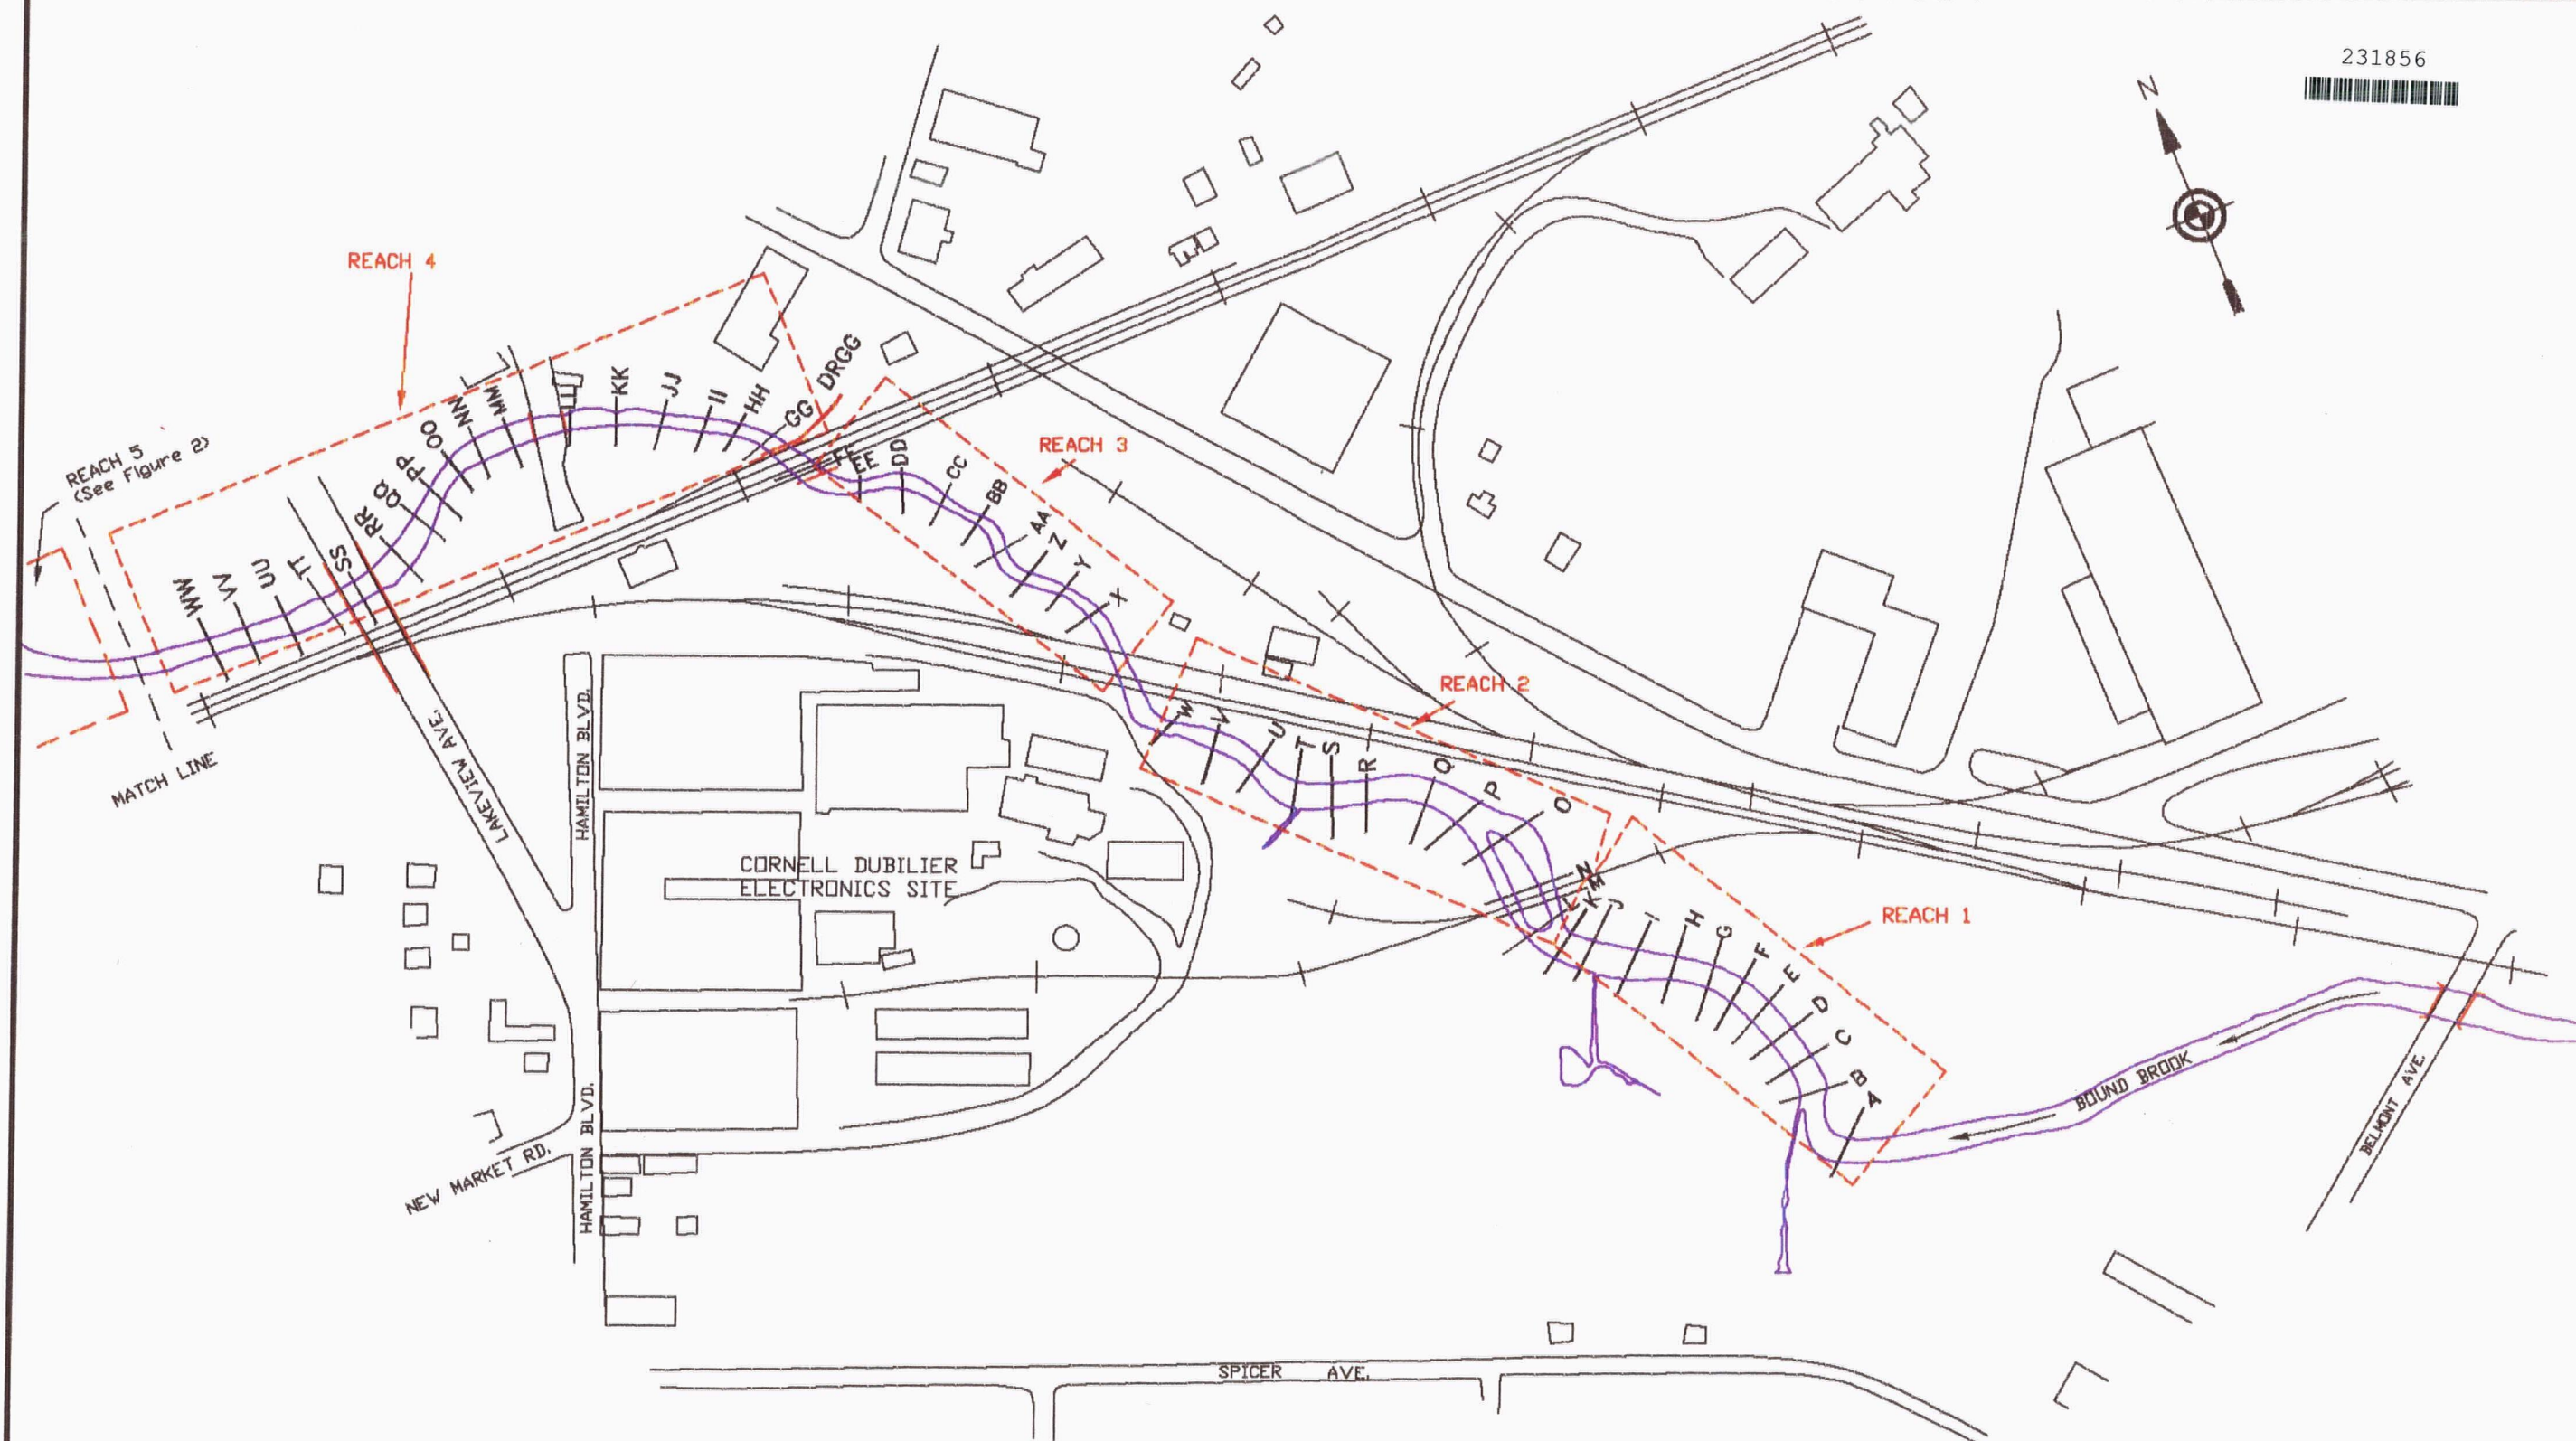 231856
N
REACH 4
DRGG
REACH 3
REACH 5
(See Figure 2)
KK
JJ
II
HH
GG
MM
NN
OO
PP
QQ
RR
SS
TT
UU
VV
WW
FF
EE
DD
CC
BB
AA
Z
Y
X
REACH 2
W
V
U
T
S
R
Q
P
O
MATCH LINE
LAKEVIEW AVE.
HAMILTON BLVD.
CORNELL DUBILIER
ELECTRONICS SITE
N
M
L
K
J
I
H
G
F
E
D
C
B
A
REACH 1
BOUND BROOK
BELMONT AVE.
NEW MARKET RD.
HAMILTON BLVD.
SPICER AVE.